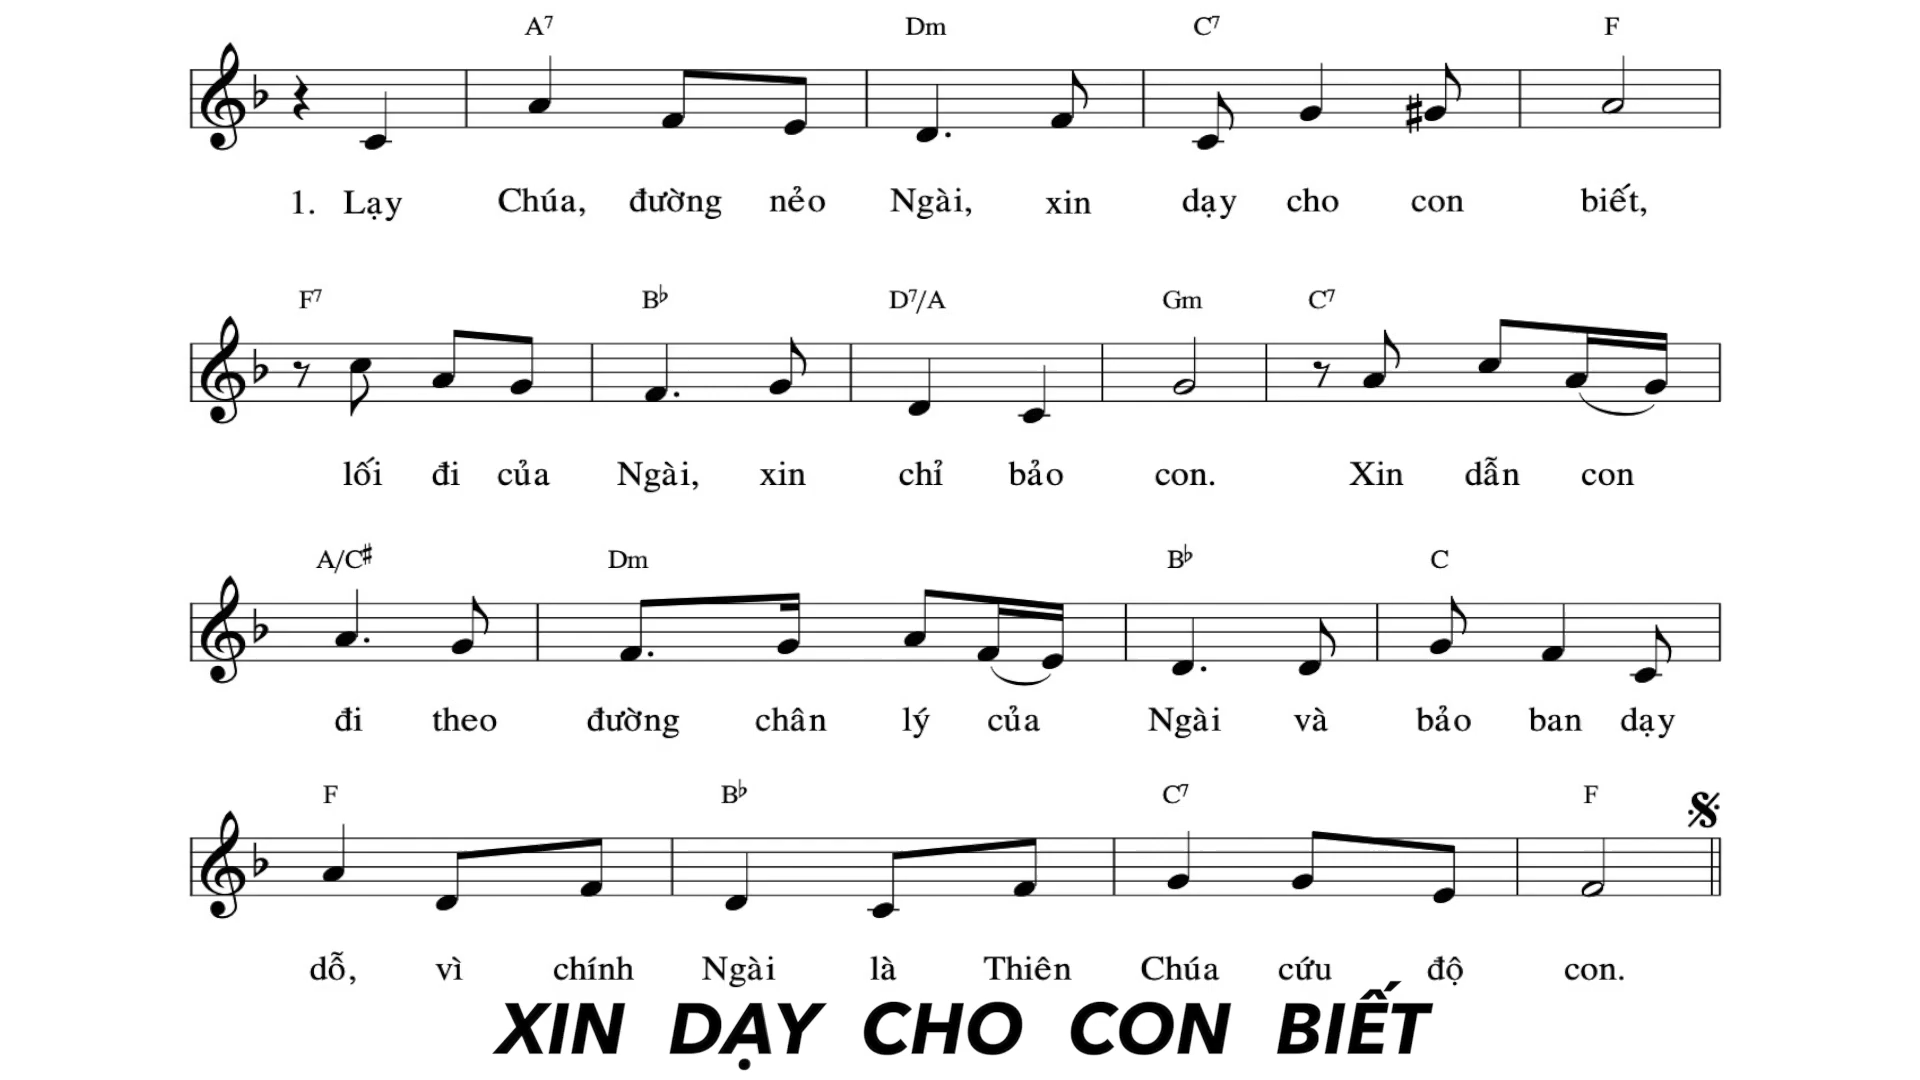 A7 Dm C7 F
1. Lạy Chúa, đường nẻo Ngài, xin dạy cho con biết,
F7 B♭ D7/A Gm C7
lối đi của Ngài, xin chỉ bảo con. Xin dẫn con
A/C♯ Dm B♭ C
đi theo đường chân lý của Ngài và bảo ban dạy
F B♭ C7 F
dỗ, vì chính Ngài là Thiên Chúa cứu độ con.
XIN DẠY CHO CON BIẾT